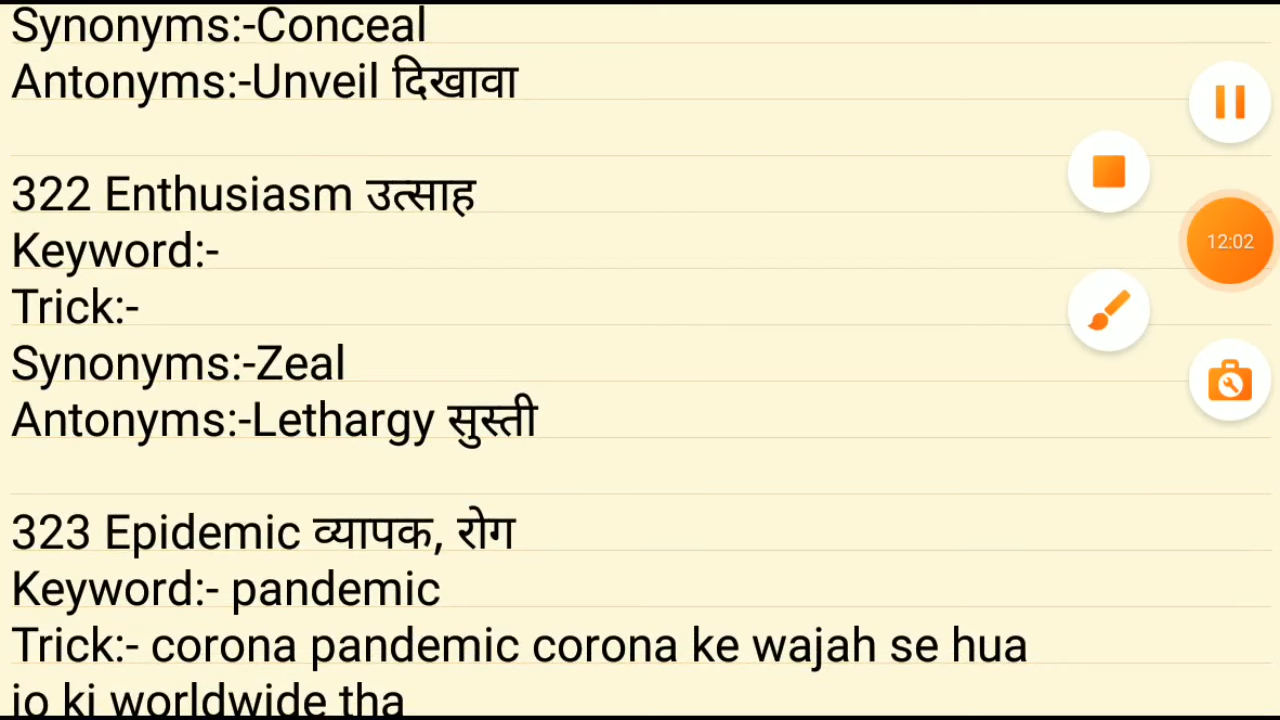 Synonyms:-Conceal
Antonyms:-Unveil दिखावा
322 Enthusiasm उत्साह
Keyword:-
Trick:-
Synonyms:-Zeal
Antonyms:-Lethargy सुस्ती
323 Epidemic व्यापक, रोग
Keyword:- pandemic
Trick:- corona pandemic corona ke wajah se hua
jo ki worldwide tha
12:02